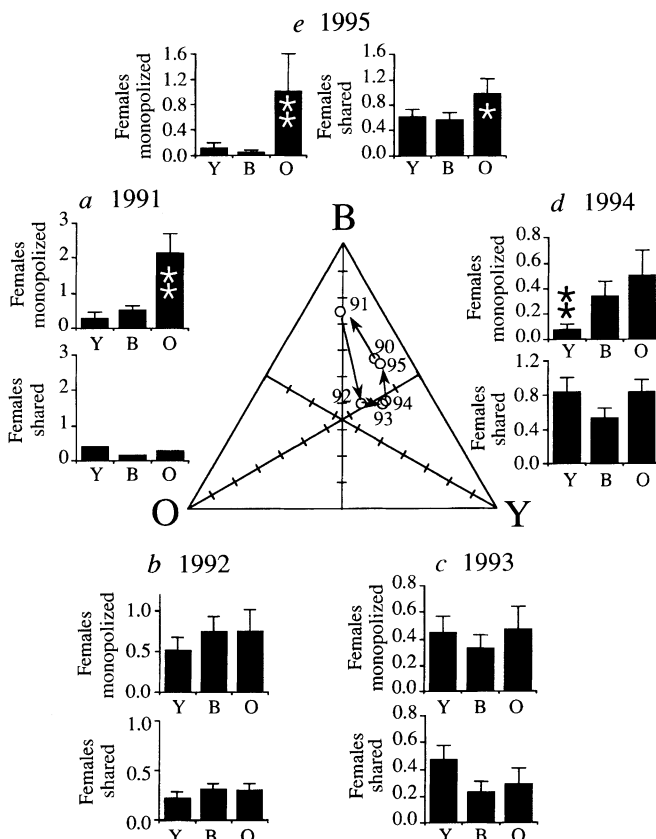 e 1995
Females monopolized
1.6
1.2
0.8
0.4
0.0
Y B O
**
Females shared
1.6
1.2
0.8
0.4
0.0
Y B O
*
a 1991
Females monopolized
3
2
1
0
Y B O
**
Females shared
3
2
1
0
Y B O
B
91
90
95
92
94
93
O
Y
d 1994
Females monopolized
0.8
0.6
0.4
0.2
0.0
Y B O
**
Females shared
1.2
0.8
0.4
0.0
Y B O
b 1992
Females monopolized
1.0
0.5
0.0
Y B O
Females shared
1.0
0.5
0.0
Y B O
c 1993
Females monopolized
0.8
0.6
0.4
0.2
0.0
Y B O
Females shared
0.8
0.6
0.4
0.2
0.0
Y B O